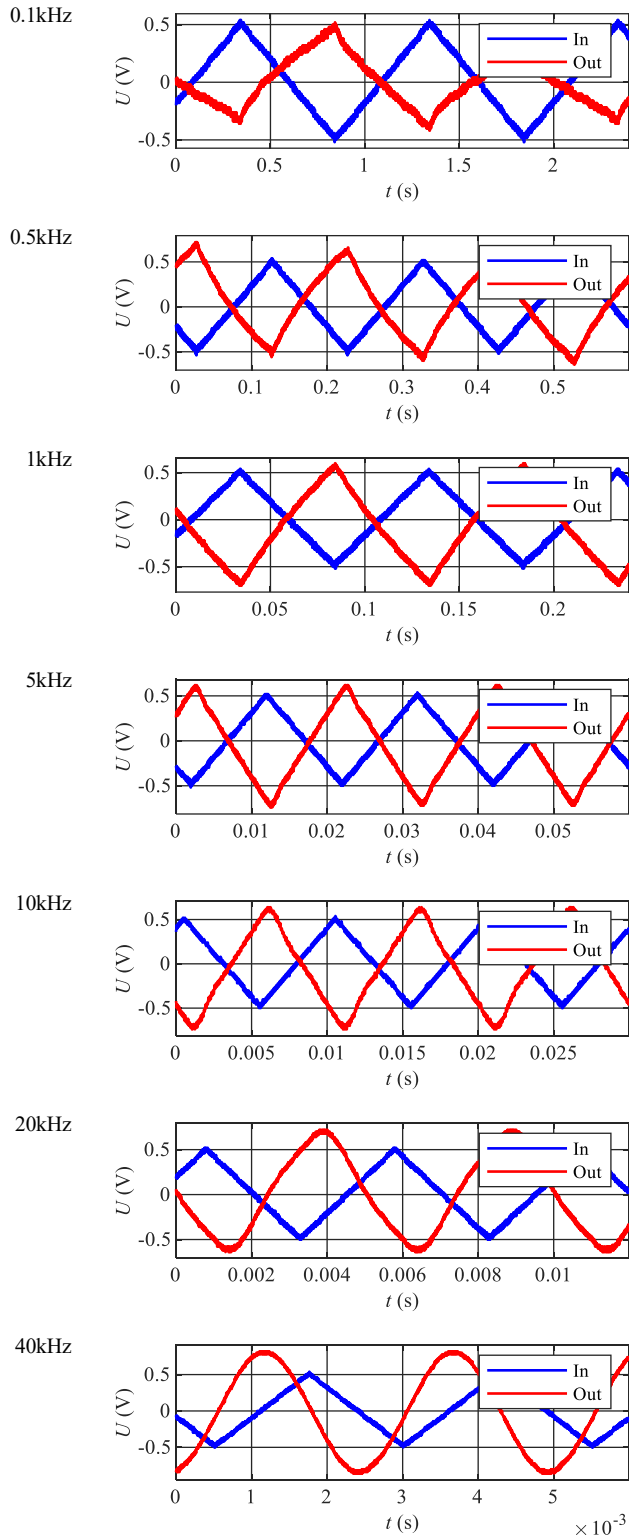 0.1kHz
0.5
0
-0.5
U (V)
In
Out
0 0.5 1 1.5 2
t (s)
0.5kHz
0.5
0
-0.5
U (V)
In
Out
0 0.1 0.2 0.3 0.4 0.5
t (s)
1kHz
0.5
0
-0.5
U (V)
In
Out
0 0.05 0.1 0.15 0.2
t (s)
5kHz
0.5
0
-0.5
U (V)
In
Out
0 0.01 0.02 0.03 0.04 0.05
t (s)
10kHz
0.5
0
-0.5
U (V)
In
Out
0 0.005 0.01 0.015 0.02 0.025
t (s)
20kHz
0.5
0
-0.5
U (V)
In
Out
0 0.002 0.004 0.006 0.008 0.01
t (s)
40kHz
0.5
0
-0.5
U (V)
In
Out
0 1 2 3 4 5
t (s)
×10⁻³